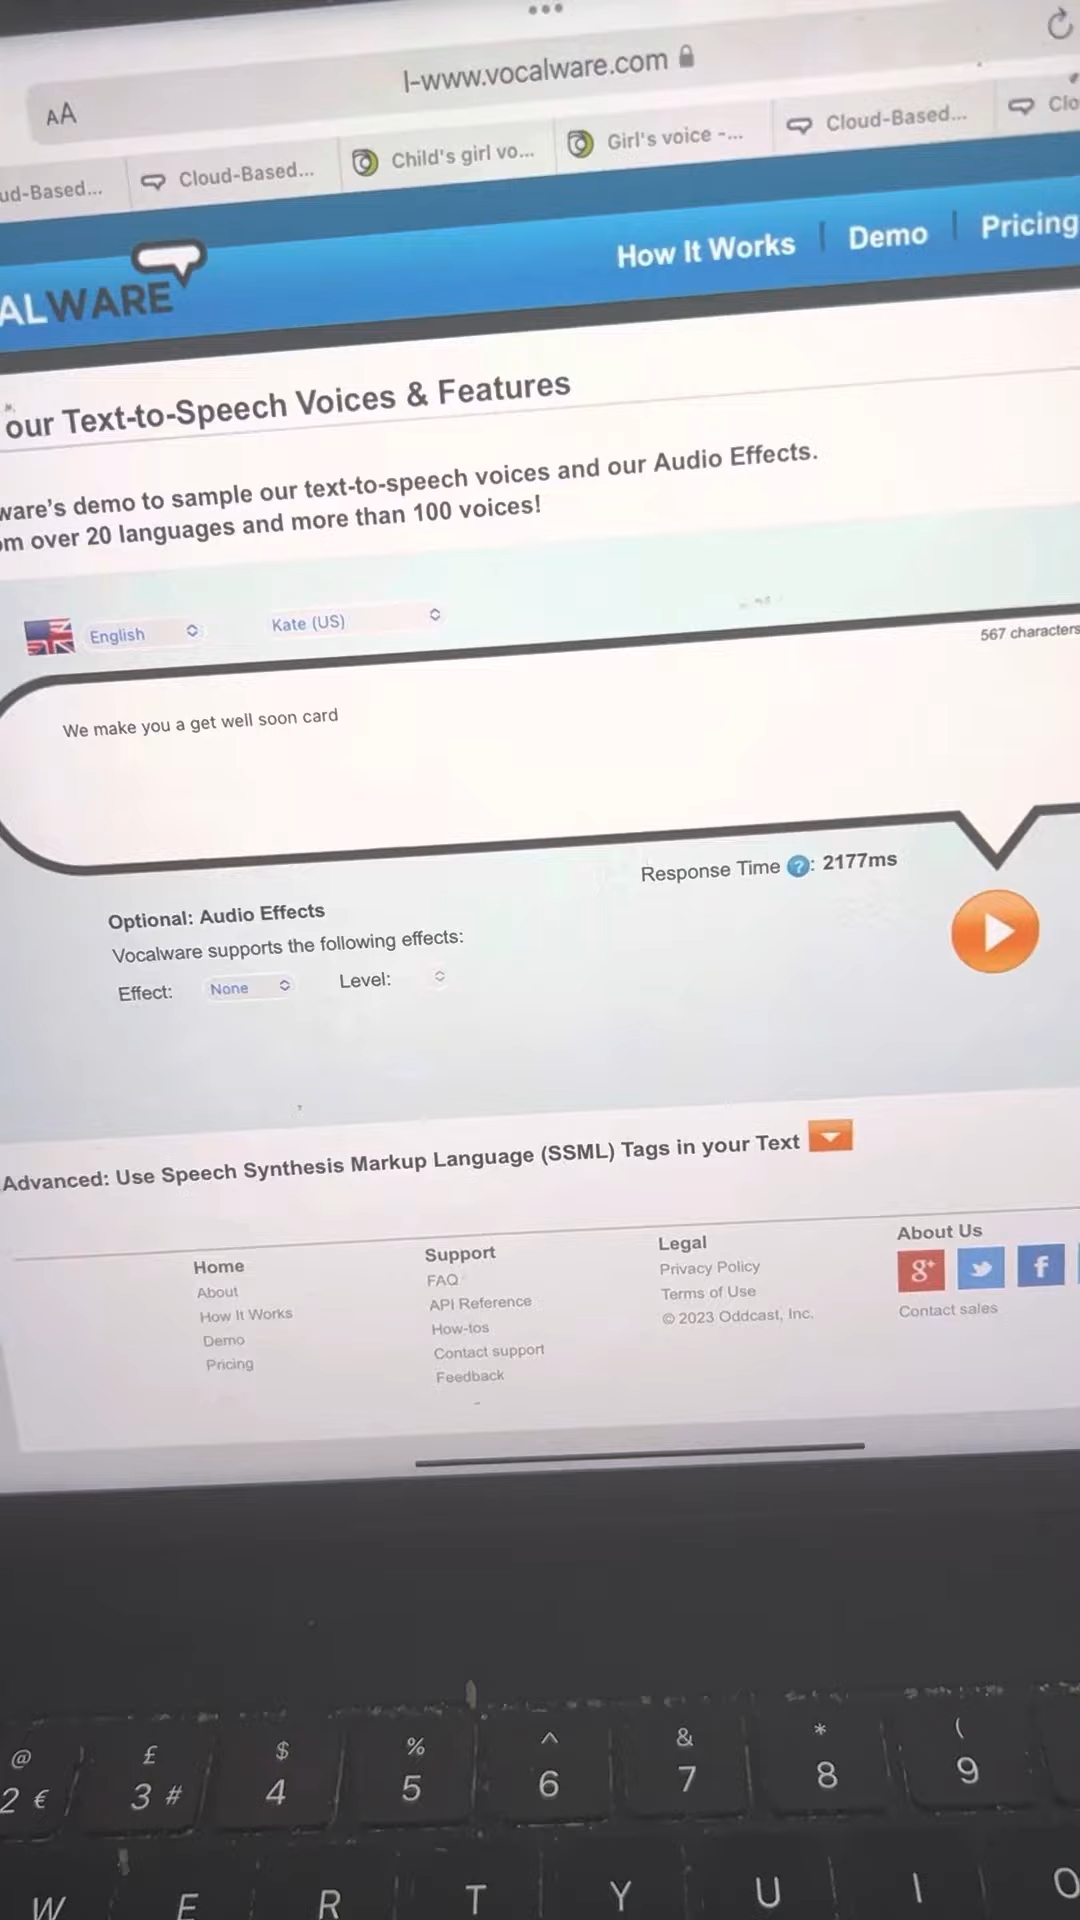 l-www.vocalware.com
AA
ud-Based...
Cloud-Based...
Child's girl vo...
Girl's voice -...
Cloud-Based...
Clo
ALWARE
How It Works
Demo
Pricing
our Text-to-Speech Voices & Features
ware's demo to sample our text-to-speech voices and our Audio Effects.
om over 20 languages and more than 100 voices!
English
Kate (US)
567 characters
We make you a get well soon card
Response Time ?: 2177ms
Optional: Audio Effects
Vocalware supports the following effects:
Effect: None Level:
Advanced: Use Speech Synthesis Markup Language (SSML) Tags in your Text
Home
About
How It Works
Demo
Pricing
Support
FAQ
API Reference
How-tos
Contact support
Feedback
Legal
Privacy Policy
Terms of Use
© 2023 Oddcast, Inc.
About Us
g+ f
Contact sales
@ £ $ % ^ & * (
2 € 3 # 4 5 6 7 8 9
W E R T Y U I O